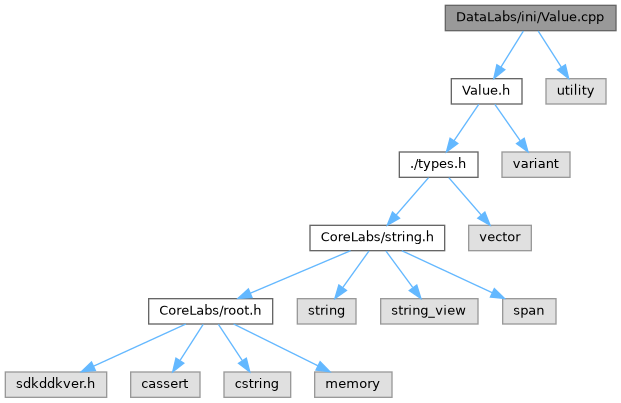 DataLabs/ini/Value.cpp
Value.h
utility
./types.h
variant
CoreLabs/string.h
vector
CoreLabs/root.h
string
string_view
span
sdkddkver.h
cassert
cstring
memory